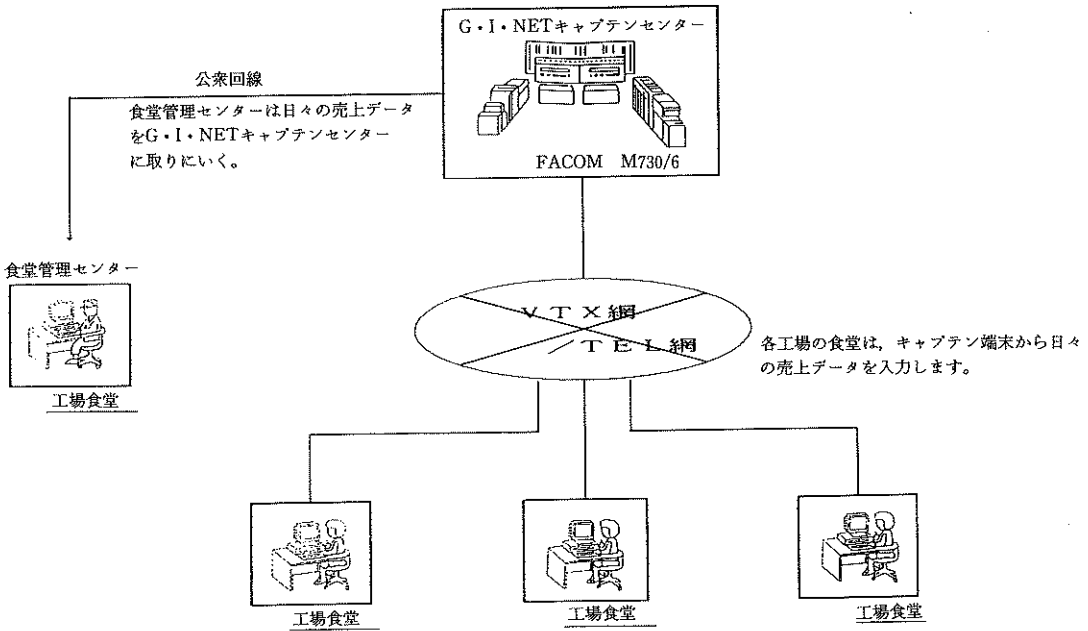 G・I・NETキャプテンセンター
FACOM M730/6
公衆回線
食堂管理センターは日々の売上データ
をG・I・NETキャプテンセンター
に取りにいく。
食堂管理センター
工場食堂
VTX網
/TEL網
各工場の食堂は,キャプテン端末から日々
の売上データを入力します。
工場食堂
工場食堂
工場食堂